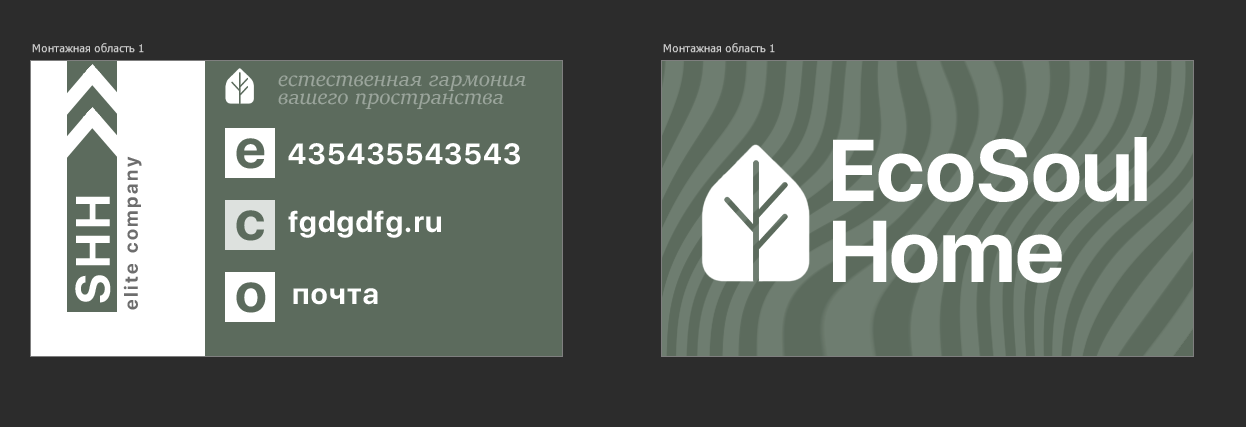 Монтажная область 1
SHH
elite company
естественная гармония
вашего пространства
e
435435543543
c
fgdgdfg.ru
o
почта
Монтажная область 1
EcoSoul
Home